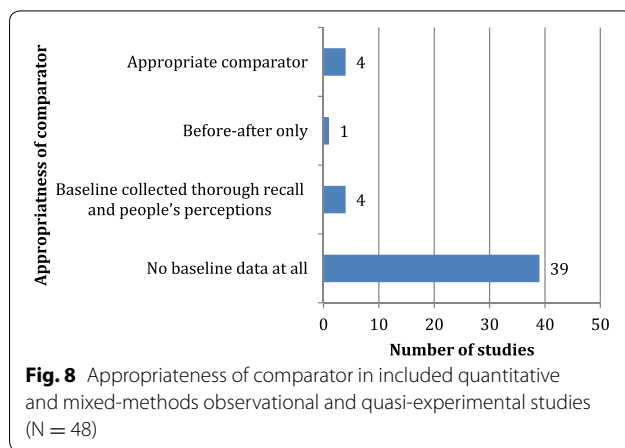 Appropriatness of comparator
Appropriate comparator
4
Before-after only
1
Baseline collected thorough recall
and people's perceptions
4
No baseline data at all
39
0 10 20 30 40 50
Number of studies
Fig. 8 Appropriateness of comparator in included quantitative
and mixed-methods observational and quasi-experimental studies
(N = 48)